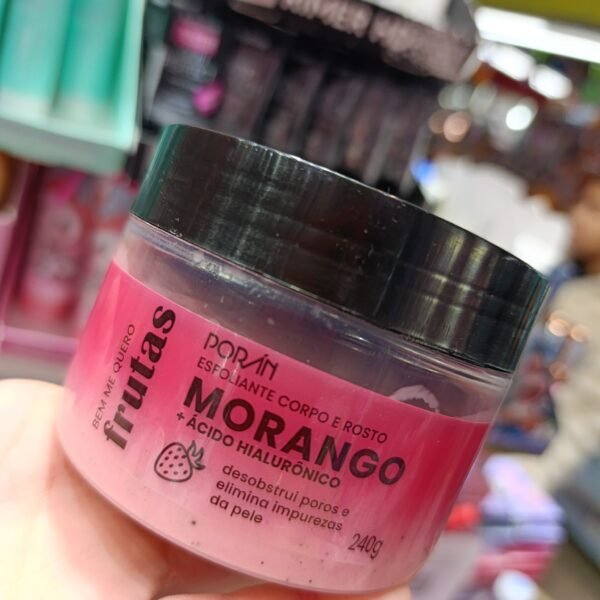 BEM ME QUERO
frutas
PORÁN
ESFOLIANTE CORPO E ROSTO
MORANGO
+ ÁCIDO HIALURÔNICO
desobstrui poros e
elimina impurezas
da pele
240g